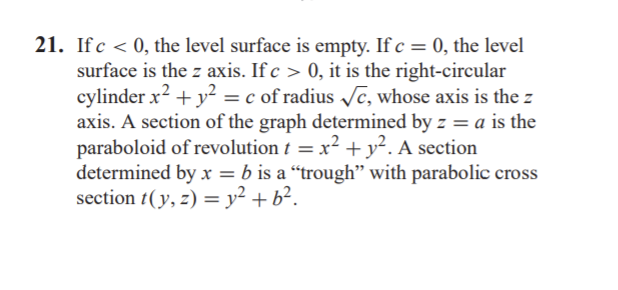 21. If c < 0, the level surface is empty. If c = 0, the level
surface is the z axis. If c > 0, it is the right-circular
cylinder x² + y² = c of radius √c, whose axis is the z
axis. A section of the graph determined by z = a is the
paraboloid of revolution t = x² + y². A section
determined by x = b is a “trough” with parabolic cross
section t(y, z) = y² + b².